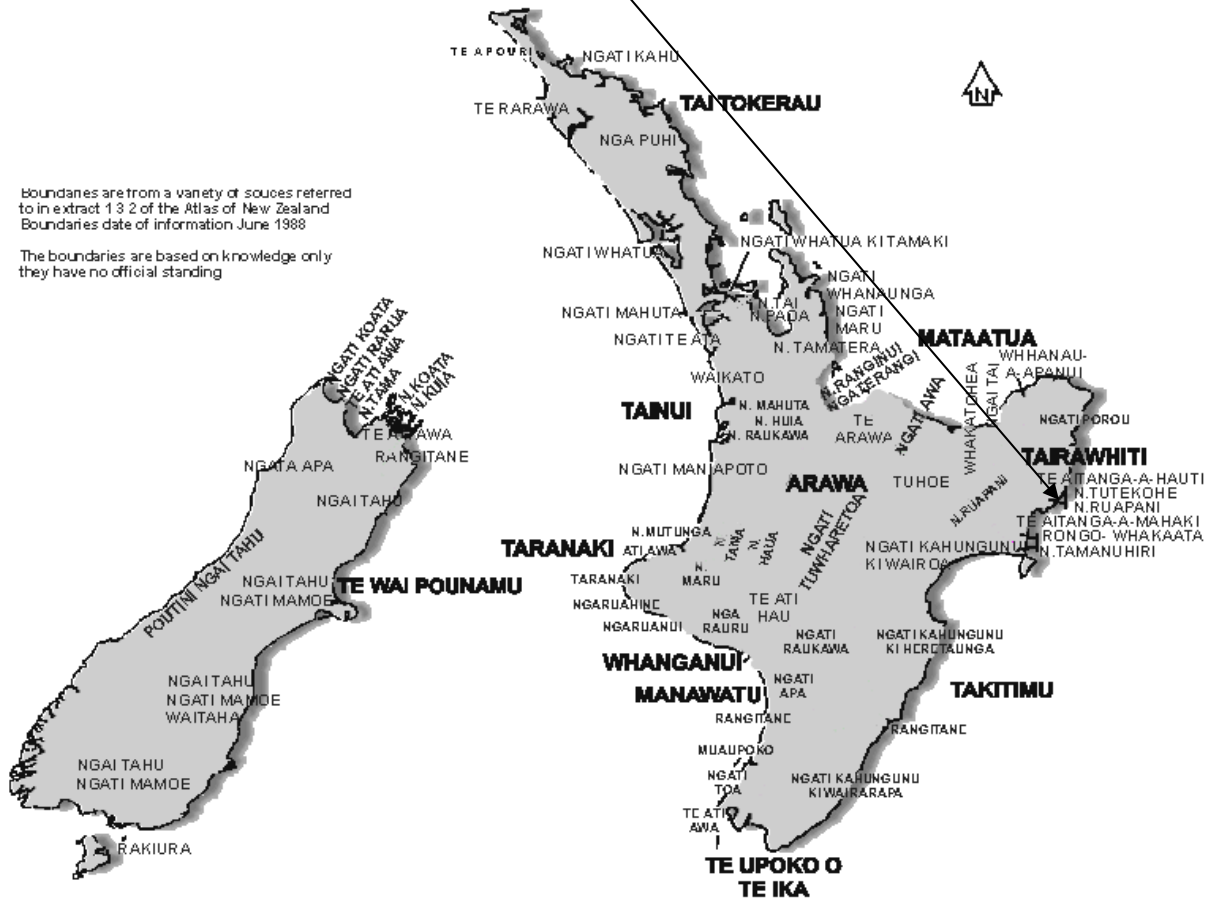 TE APOURI
NGATI KAHU
TE RARAWA
TAI TOKERAU
NGA PUHI
N
Boundaries are from a variety of souces referred
to in extract 1 3 2 of the Atlas of New Zealand
Boundaries date of information June 1988
The boundaries are based on knowledge only
they have no official standing
NGATI WHATUA
NGATI WHATUA KI TAMAKI
NGATI
WHANAUNGA
NGATI
MARU
N.TAI
N.PAOA
N. TAMATERA
NGATI MAHUTA
NGATI TE ATA
WAIKATO
TAINUI
N. MAHUTA
N. HUIA
N. RAUKAWA
NGATI MANIAPOTO
N.RANGINUI
NGATERANGI
MATAATUA
WHHANAU-
A-APANUI
NGAI TAI
WHAKATOHEA
NGATI AWA
TE
ARAWA
ARAWA
TUHOE
N.RUAPANI
NGATI POROU
TAIRAWHITI
TE AITANGA-A-HAUTI
N.TUTEKOHE
N.RUAPANI
TE AITANGA-A-MAHAKI
RONGO- WHAKAATA
N.TAMANUHIRI
NGATI KAHUNGUNU
KI WAIROA
NGATI
TUWHARETOA
N.
TAMA
N.
HAUA
N.MUTUNGA
TARANAKI
ATI AWA
TARANAKI
N.
MARU
NGARUAHINE
NGARUANUI
NGA
RAURU
TE ATI
HAU
NGATI
RAUKAWA
NGATI KAHUNGUNU
KI HERETAUNGA
WHANGANUI
MANAWATU
NGATI
APA
TAKITIMU
RANGITANE
RANGITANE
MUAUPOKO
NGATI
TOA
NGATI KAHUNGUNU
KI WAIRARAPA
TE ATI
AWA
TE UPOKO O
TE IKA
NGATI KOATA
NGATI RARUA
TE ATI AWA
N.TAMA
N KOATA
N.KUIA
RANGITANE
NGATA APA
NGAI TAHU
POUTINI NGAI TAHU
NGAI TAHU
NGATI MAMOE
TE WAI POUNAMU
NGAI TAHU
NGATI MAMOE
WAITAHA
NGAI TAHU
NGATI MAMOE
RAKIURA